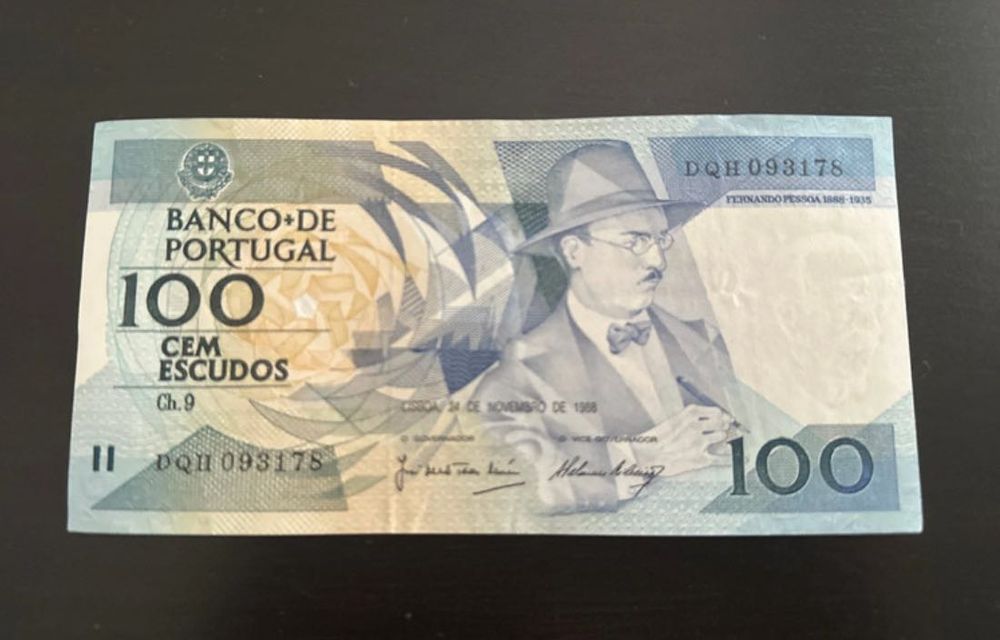 DQH 093178
FERNANDO PESSOA 1888-1935
BANCO DE
PORTUGAL
100
CEM
ESCUDOS
Ch. 9
LISBOA, 24 DE NOVEMBRO DE 1988
O GOVERNADOR
O VICE-GOVERNADOR
DQH 093178
100